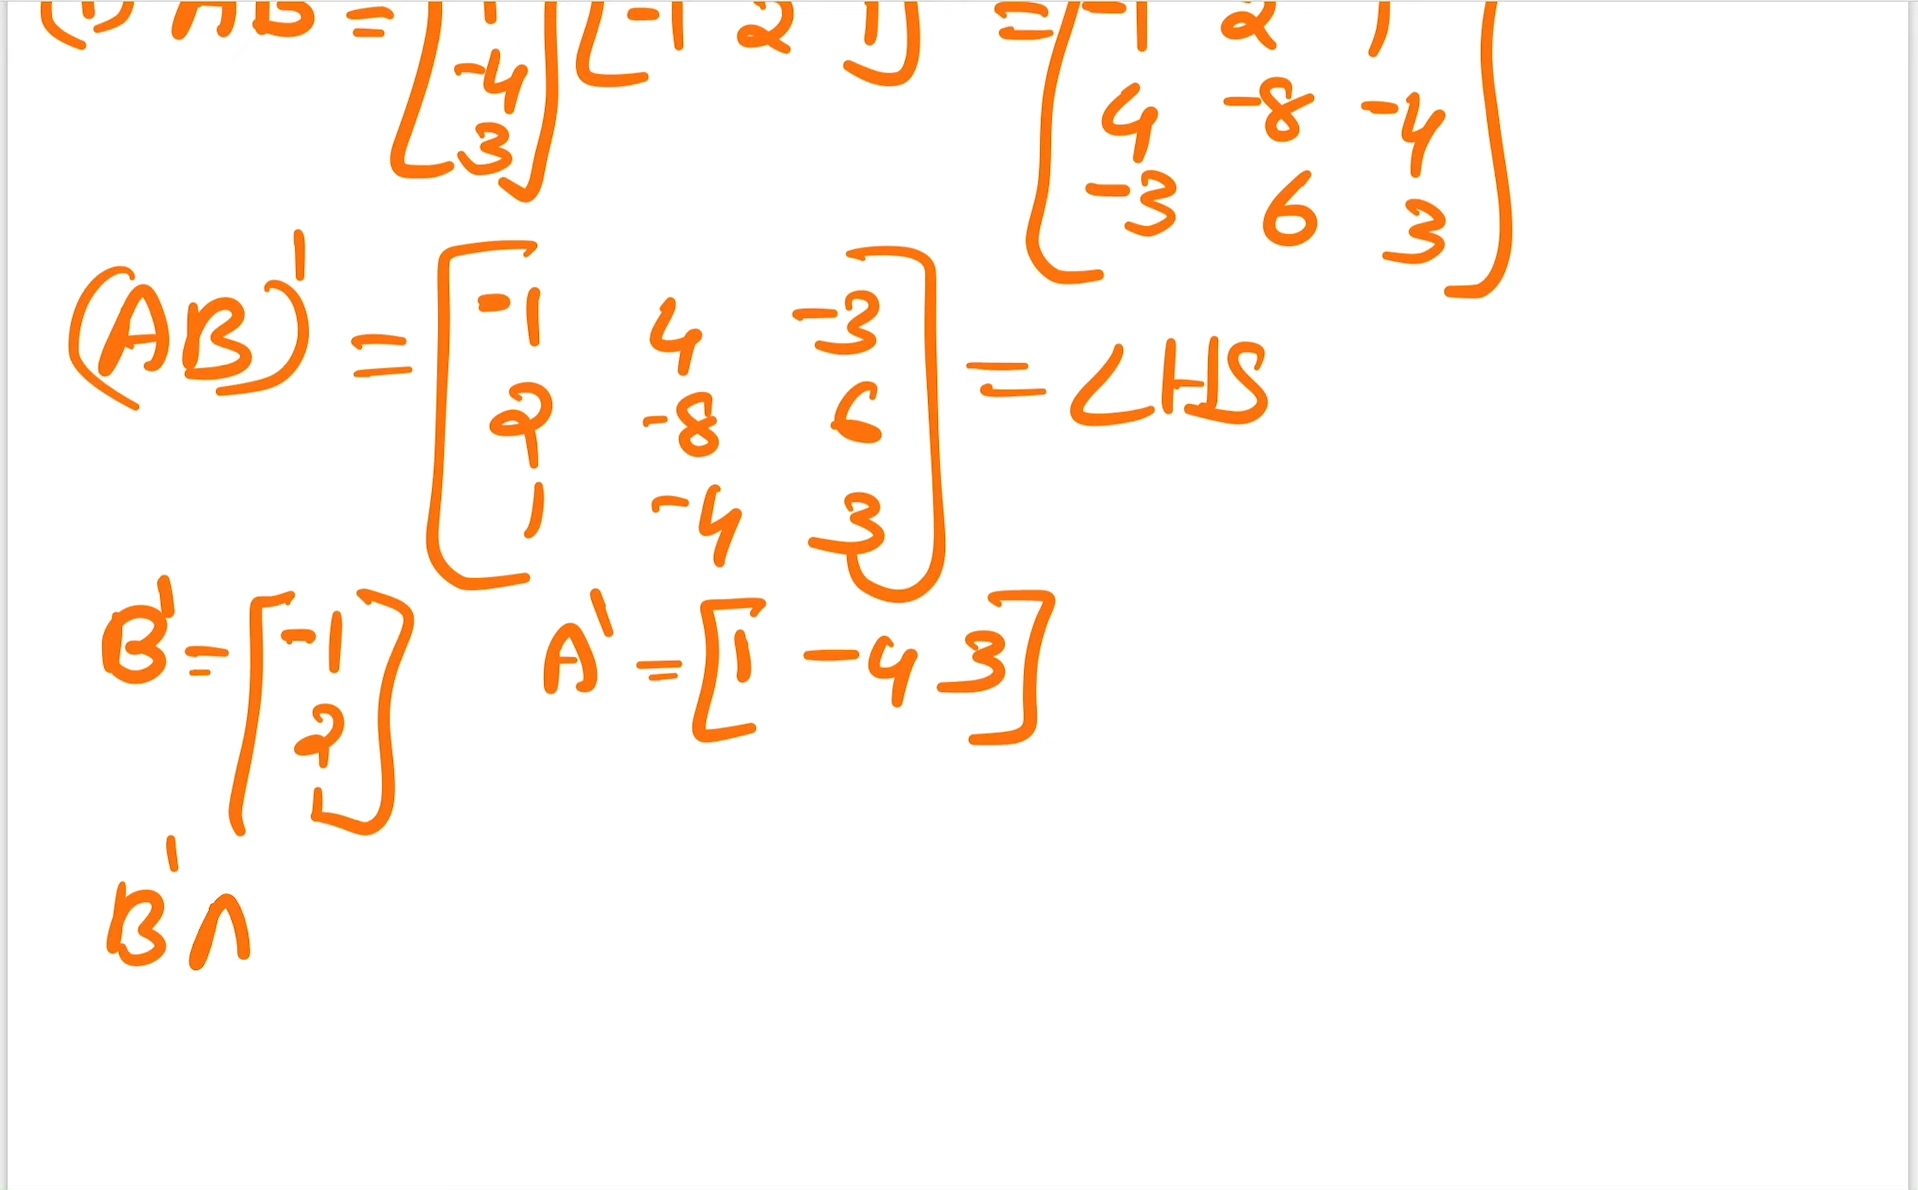 (i) AB = [1 -4 3] [-1 2 1] = [-1 2 1
4 -8 -4
-3 6 3]
(AB)' = [-1 4 -3
2 -8 6
1 -4 3] = LHS
B' = [-1 2 1] A' = [1 -4 3]
B'A